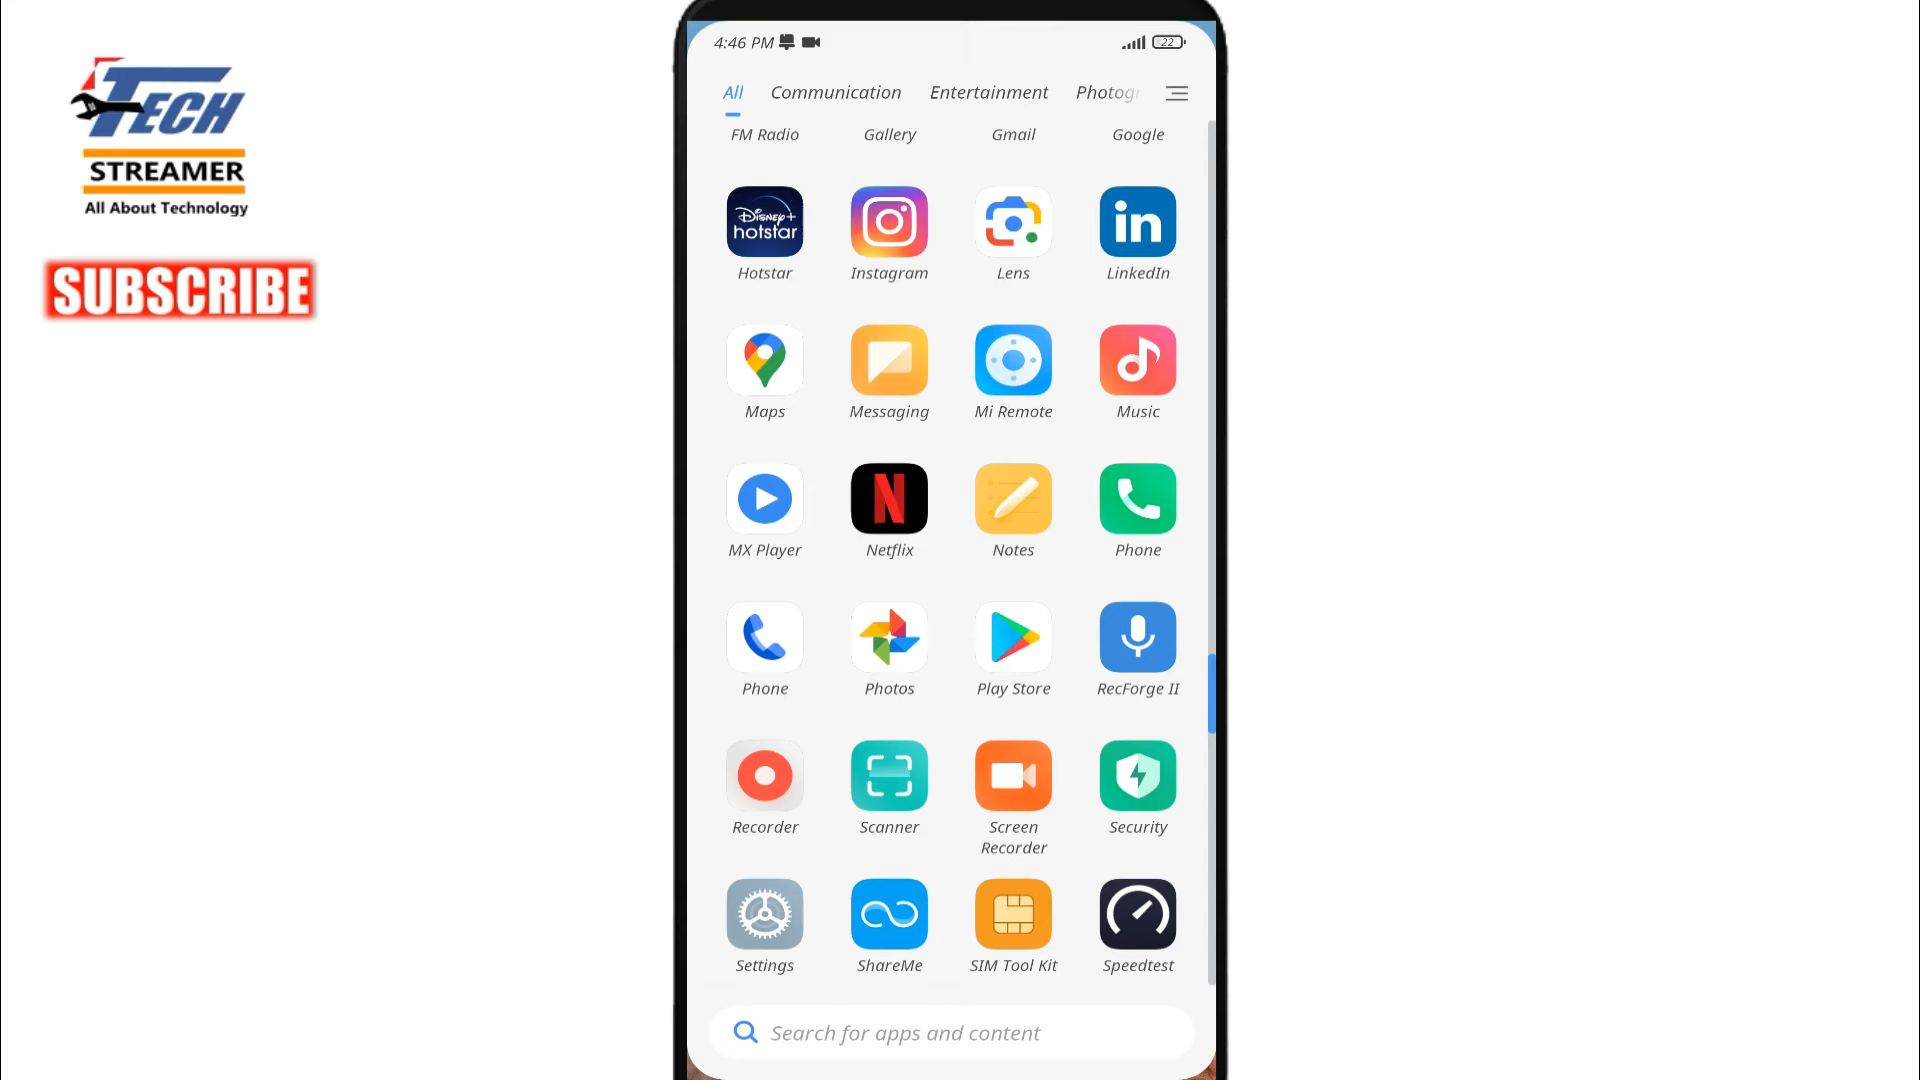 TECH
STREAMER
All About Technology
SUBSCRIBE
4:46 PM
22
All Communication Entertainment Photogr
FM Radio Gallery Gmail Google
Disney+
hotstar
in
Hotstar Instagram Lens LinkedIn
Maps Messaging Mi Remote Music
N
MX Player Netflix Notes Phone
Phone Photos Play Store RecForge II
Recorder Scanner Screen Recorder Security
Settings ShareMe SIM Tool Kit Speedtest
Search for apps and content